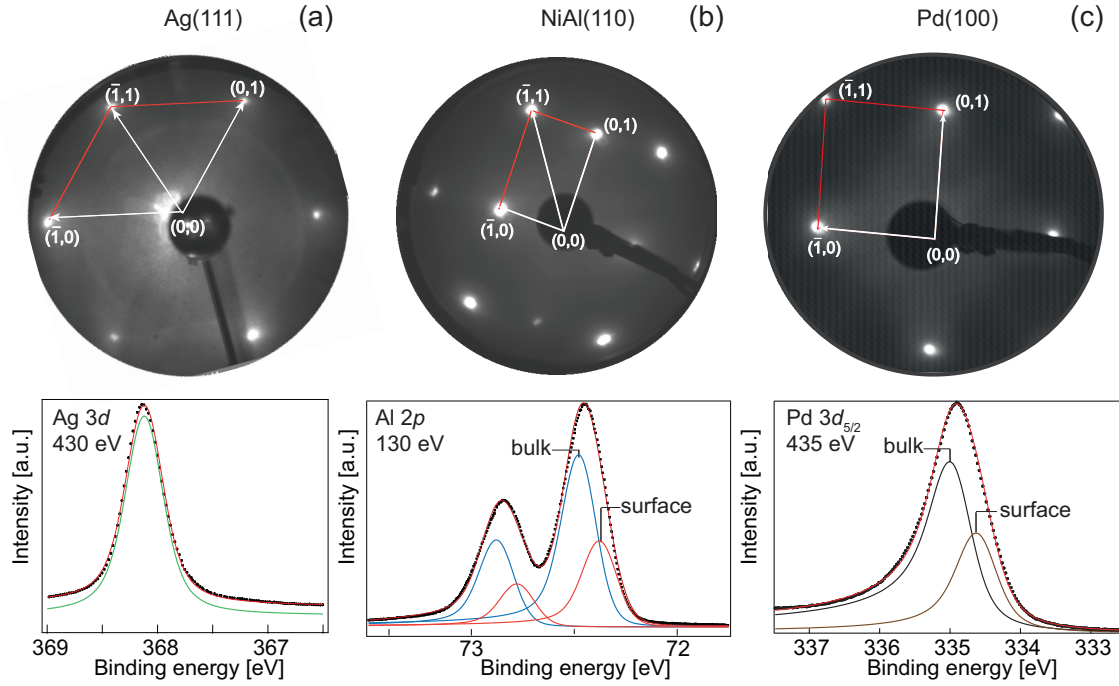 Ag(111)
(a)
NiAl(110)
(b)
Pd(100)
(c)
(1̅,1)
(0,1)
(1̅,0)
(0,0)
(1̅,1)
(0,1)
(1̅,0)
(0,0)
(1̅,1)
(0,1)
(1̅,0)
(0,0)
Ag 3d
430 eV
Intensity [a.u.]
369
368
367
Binding energy [eV]
Al 2p
130 eV
bulk
surface
Intensity [a.u.]
73
72
Binding energy [eV]
Pd 3d5/2
435 eV
bulk
surface
Intensity [a.u.]
337
336
335
334
333
Binding energy [eV]